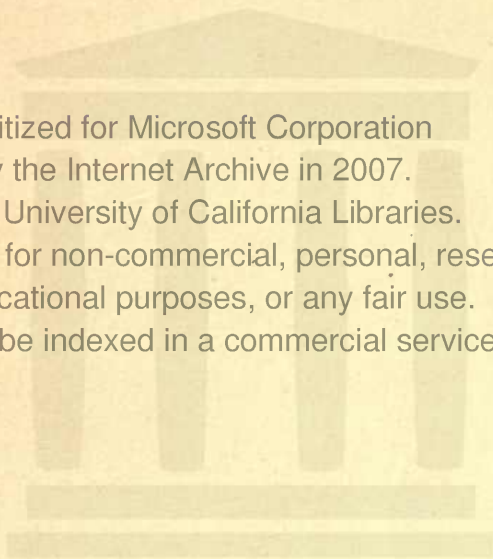 itized for Microsoft Corporation
the Internet Archive in 2007.
University of California Libraries.
for non-commercial, personal, rese
cational purposes, or any fair use.
be indexed in a commercial service